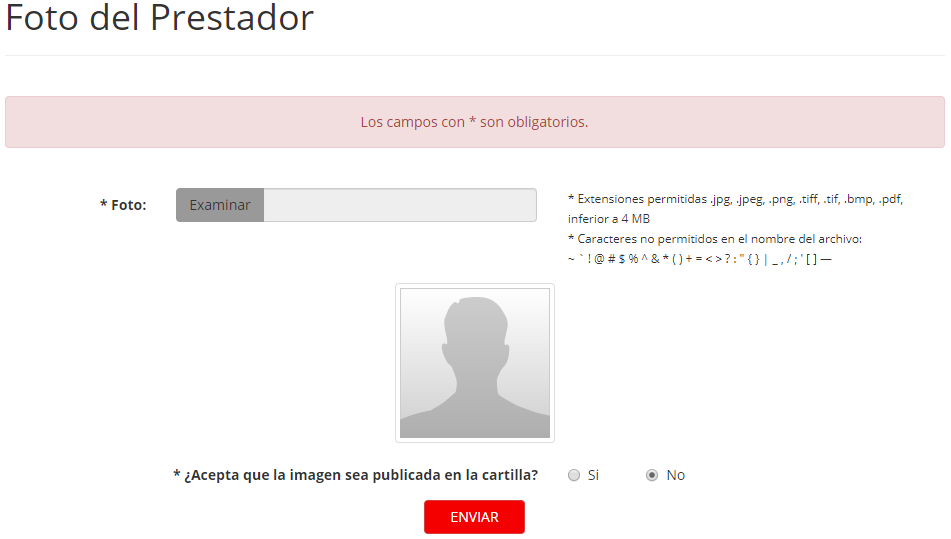 Foto del Prestador
Los campos con * son obligatorios.
* Foto:
Examinar
* Extensiones permitidas .jpg, .jpeg, .png, .tiff, .tif, .bmp, .pdf,
inferior a 4 MB
* Caracteres no permitidos en el nombre del archivo:
~ ` ! @ # $ % ^ & * ( ) + = < > ? : " { } | _ , / ; ' [ ] —
* ¿Acepta que la imagen sea publicada en la cartilla?
Si
No
ENVIAR